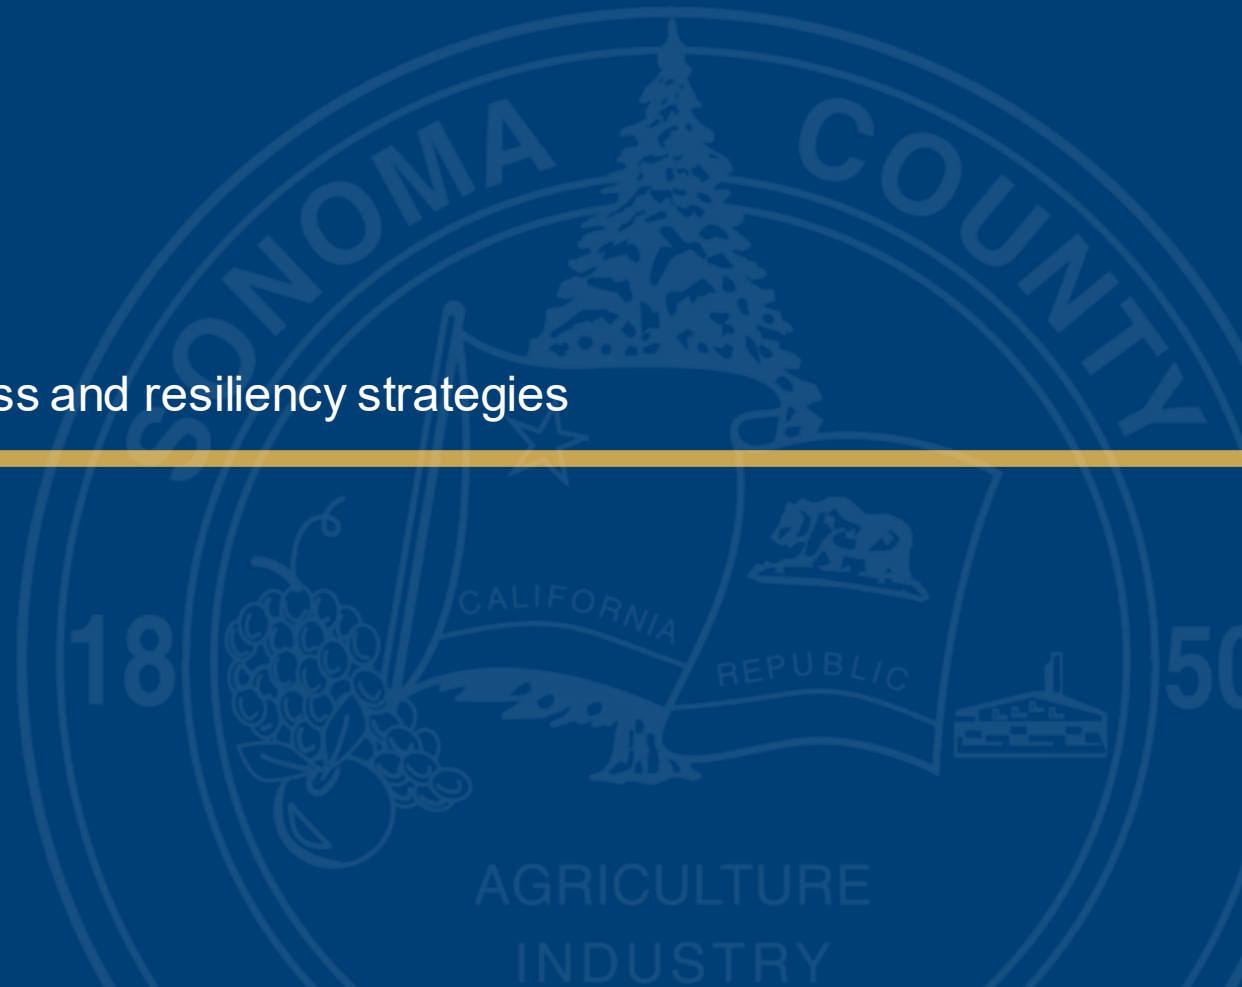 SONOMA COUNTY
ss and resiliency strategies
CALIFORNIA
REPUBLIC
18 50
AGRICULTURE
INDUSTRY